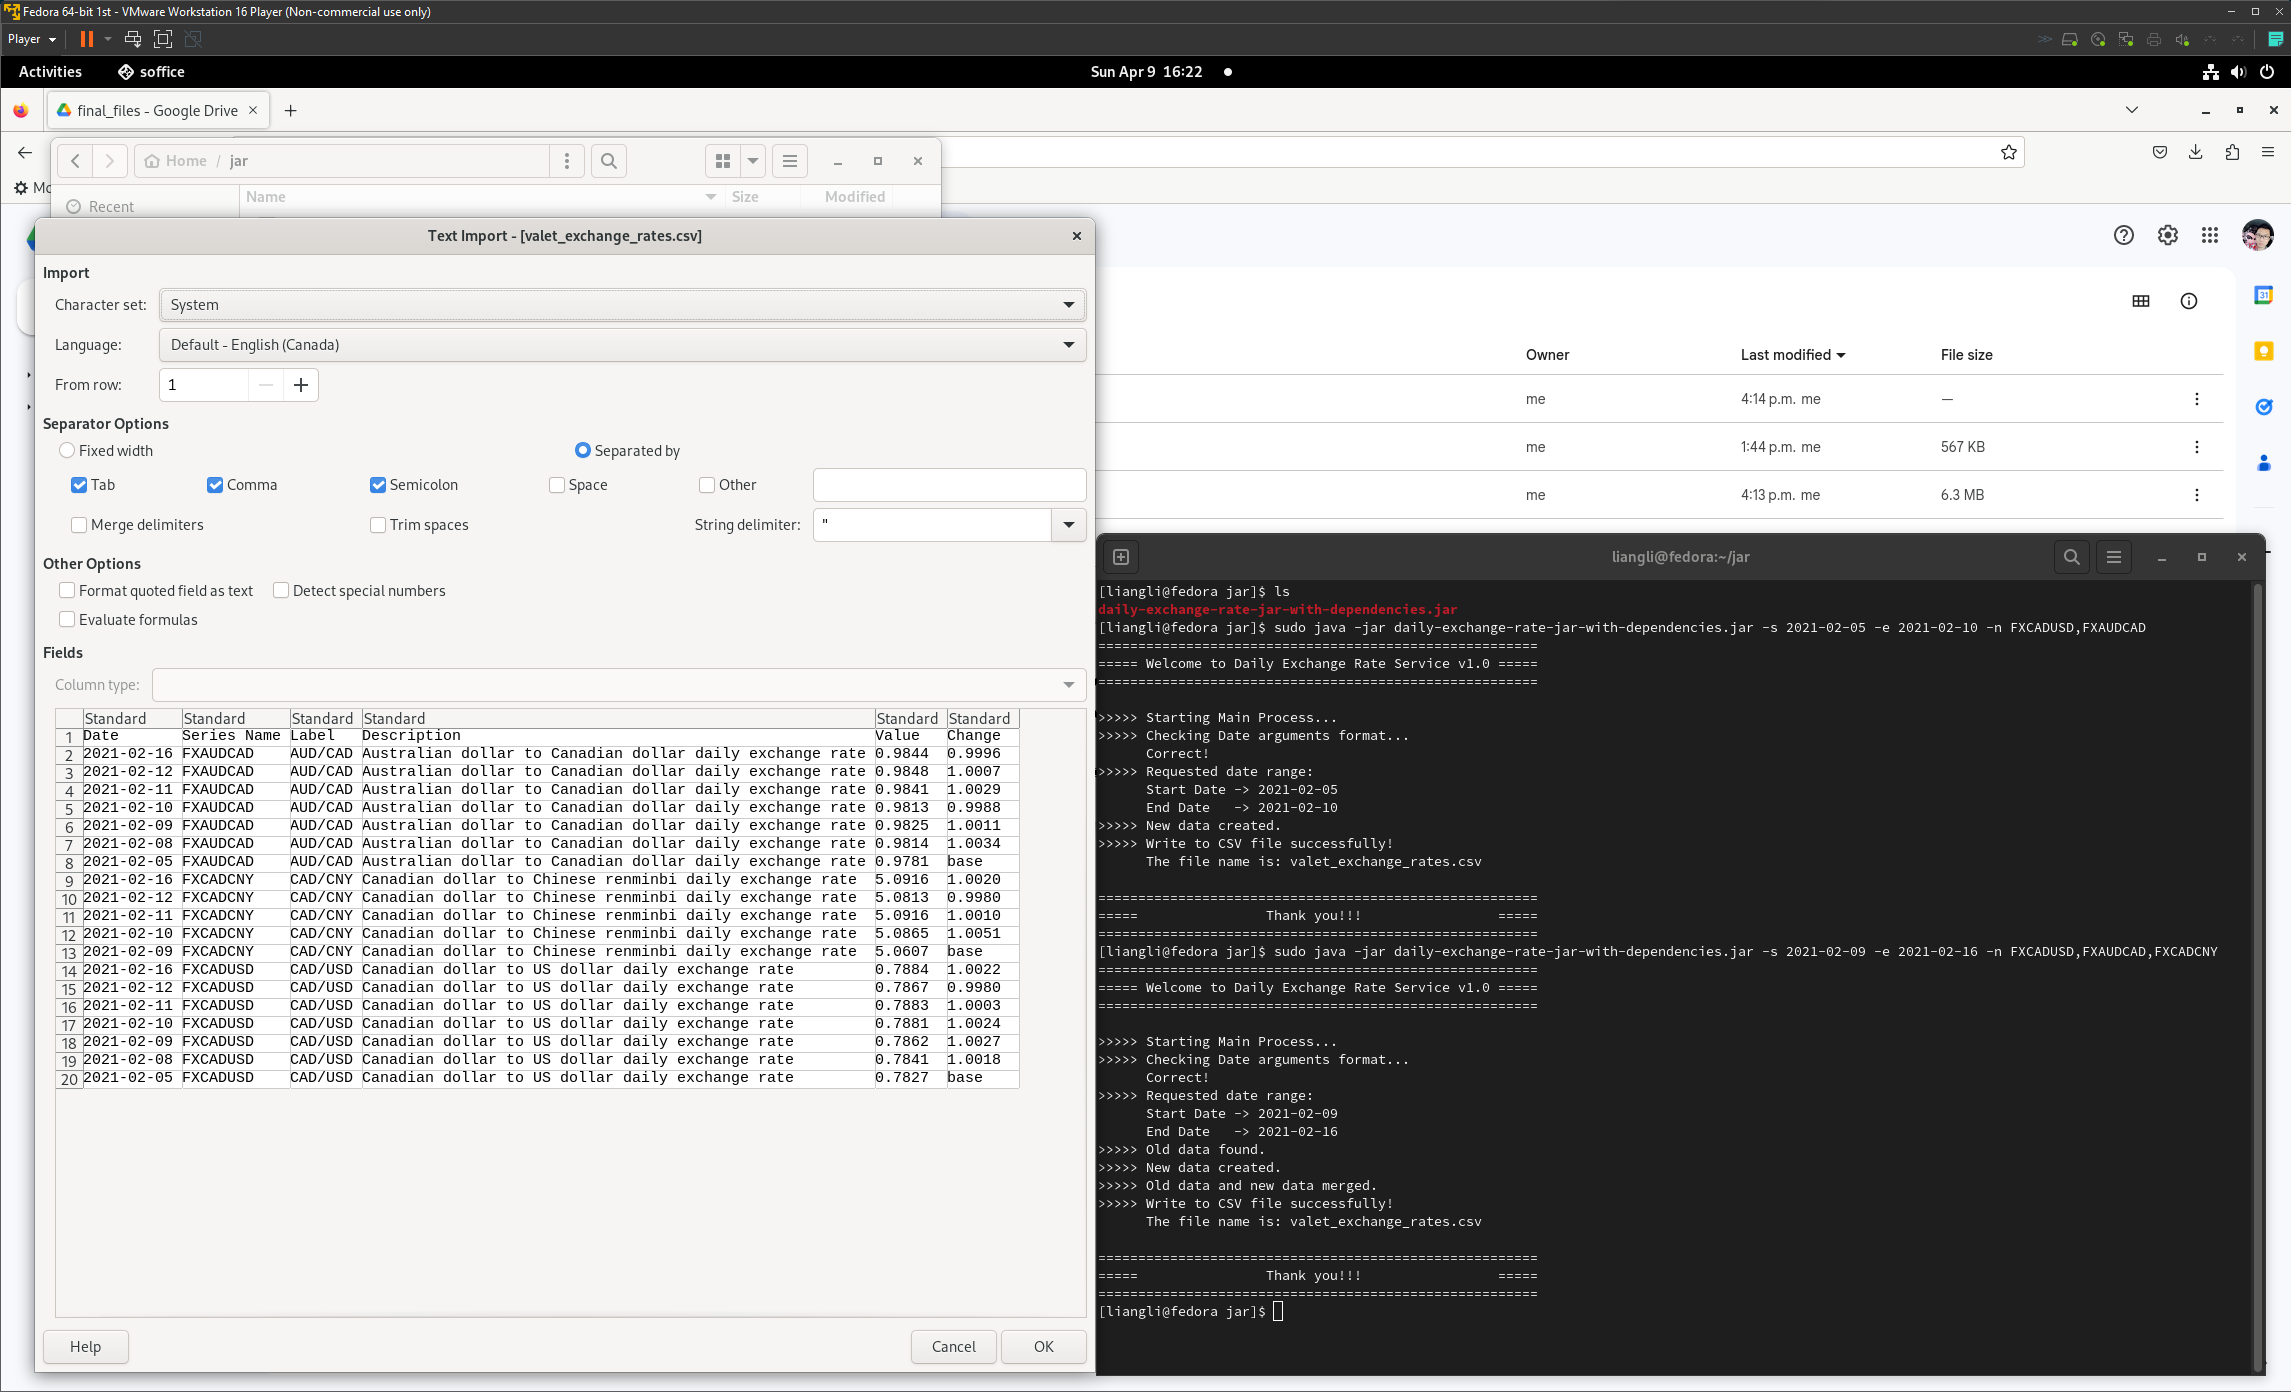 Fedora 64-bit 1st - VMware Workstation 16 Player (Non-commercial use only)
Player
Activities
soffice
Sun Apr 9 16:22
final_files - Google Drive
Home / jar
Name
Size
Modified
Recent
Text Import - [valet_exchange_rates.csv]
Import
Character set: System
Language: Default - English (Canada)
From row: 1
Separator Options
Fixed width
Separated by
Tab
Comma
Semicolon
Space
Other
Merge delimiters
Trim spaces
String delimiter: "
Other Options
Format quoted field as text
Detect special numbers
Evaluate formulas
Fields
Column type:
Standard Standard Standard Standard Standard Standard
1 Date Series Name Label Description Value Change
2 2021-02-16 FXAUDCAD AUD/CAD Australian dollar to Canadian dollar daily exchange rate 0.9844 0.9996
3 2021-02-12 FXAUDCAD AUD/CAD Australian dollar to Canadian dollar daily exchange rate 0.9848 1.0007
4 2021-02-11 FXAUDCAD AUD/CAD Australian dollar to Canadian dollar daily exchange rate 0.9841 1.0029
5 2021-02-10 FXAUDCAD AUD/CAD Australian dollar to Canadian dollar daily exchange rate 0.9813 0.9988
6 2021-02-09 FXAUDCAD AUD/CAD Australian dollar to Canadian dollar daily exchange rate 0.9825 1.0011
7 2021-02-08 FXAUDCAD AUD/CAD Australian dollar to Canadian dollar daily exchange rate 0.9814 1.0034
8 2021-02-05 FXAUDCAD AUD/CAD Australian dollar to Canadian dollar daily exchange rate 0.9781 base
9 2021-02-16 FXCADCNY CAD/CNY Canadian dollar to Chinese renminbi daily exchange rate 5.0916 1.0020
10 2021-02-12 FXCADCNY CAD/CNY Canadian dollar to Chinese renminbi daily exchange rate 5.0813 0.9980
11 2021-02-11 FXCADCNY CAD/CNY Canadian dollar to Chinese renminbi daily exchange rate 5.0916 1.0010
12 2021-02-10 FXCADCNY CAD/CNY Canadian dollar to Chinese renminbi daily exchange rate 5.0865 1.0051
13 2021-02-09 FXCADCNY CAD/CNY Canadian dollar to Chinese renminbi daily exchange rate 5.0607 base
14 2021-02-16 FXCADUSD CAD/USD Canadian dollar to US dollar daily exchange rate 0.7884 1.0022
15 2021-02-12 FXCADUSD CAD/USD Canadian dollar to US dollar daily exchange rate 0.7867 0.9980
16 2021-02-11 FXCADUSD CAD/USD Canadian dollar to US dollar daily exchange rate 0.7883 1.0003
17 2021-02-10 FXCADUSD CAD/USD Canadian dollar to US dollar daily exchange rate 0.7881 1.0024
18 2021-02-09 FXCADUSD CAD/USD Canadian dollar to US dollar daily exchange rate 0.7862 1.0027
19 2021-02-08 FXCADUSD CAD/USD Canadian dollar to US dollar daily exchange rate 0.7841 1.0018
20 2021-02-05 FXCADUSD CAD/USD Canadian dollar to US dollar daily exchange rate 0.7827 base
Help
Cancel
OK
Owner Last modified File size
me 4:14 p.m. me —
me 1:44 p.m. me 567 KB
me 4:13 p.m. me 6.3 MB
31
liangli@fedora:~/jar
[liangli@fedora jar]$ ls
daily-exchange-rate-jar-with-dependencies.jar
[liangli@fedora jar]$ sudo java -jar daily-exchange-rate-jar-with-dependencies.jar -s 2021-02-05 -e 2021-02-10 -n FXCADUSD,FXAUDCAD
=======================================================
===== Welcome to Daily Exchange Rate Service v1.0 =====
=======================================================
>>>>> Starting Main Process...
>>>>> Checking Date arguments format...
Correct!
>>>>> Requested date range:
Start Date -> 2021-02-05
End Date   -> 2021-02-10
>>>>> New data created.
>>>>> Write to CSV file successfully!
The file name is: valet_exchange_rates.csv
=======================================================
===== Thank you!!! =====
=======================================================
[liangli@fedora jar]$ sudo java -jar daily-exchange-rate-jar-with-dependencies.jar -s 2021-02-09 -e 2021-02-16 -n FXCADUSD,FXAUDCAD,FXCADCNY
=======================================================
===== Welcome to Daily Exchange Rate Service v1.0 =====
=======================================================
>>>>> Starting Main Process...
>>>>> Checking Date arguments format...
Correct!
>>>>> Requested date range:
Start Date -> 2021-02-09
End Date   -> 2021-02-16
>>>>> Old data found.
>>>>> New data created.
>>>>> Old data and new data merged.
>>>>> Write to CSV file successfully!
The file name is: valet_exchange_rates.csv
=======================================================
===== Thank you!!! =====
=======================================================
[liangli@fedora jar]$